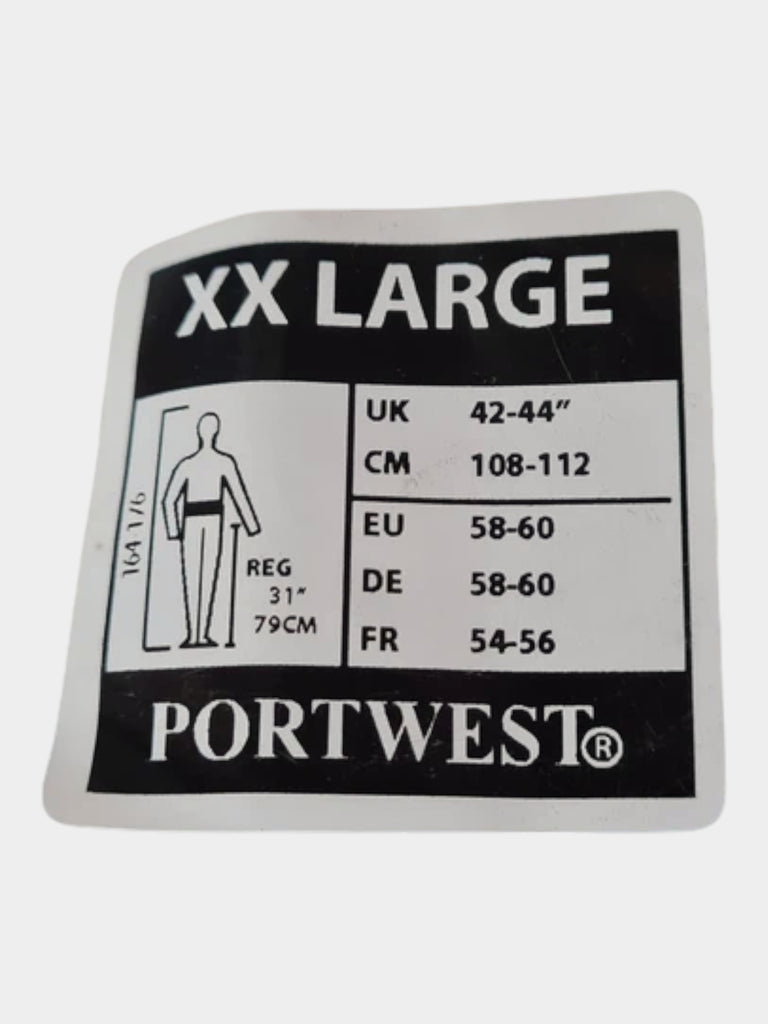 XX LARGE
164-176
REG
31"
79CM
UK 42-44"
CM 108-112
EU 58-60
DE 58-60
FR 54-56
PORTWEST®